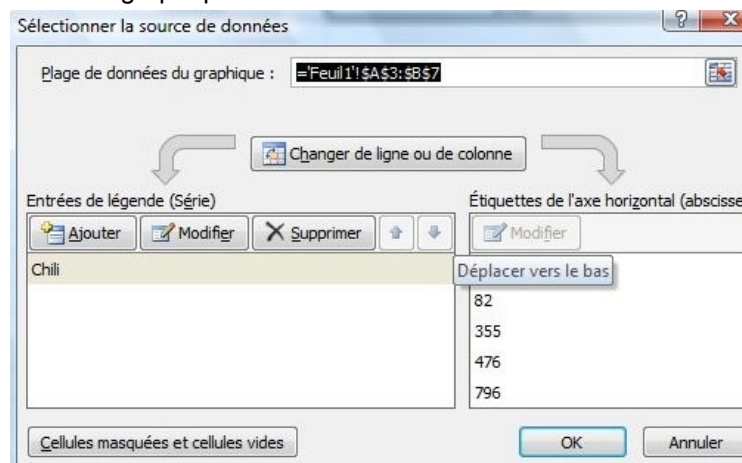 Sélectionner la source de données
Plage de données du graphique : ='Feuil1'!$A$3:$B$7
Changer de ligne ou de colonne
Entrées de légende (Série)
Étiquettes de l'axe horizontal (abscisse
Ajouter Modifier Supprimer
Modifier
Chili
Déplacer vers le bas
82
355
476
796
Cellules masquées et cellules vides
OK Annuler